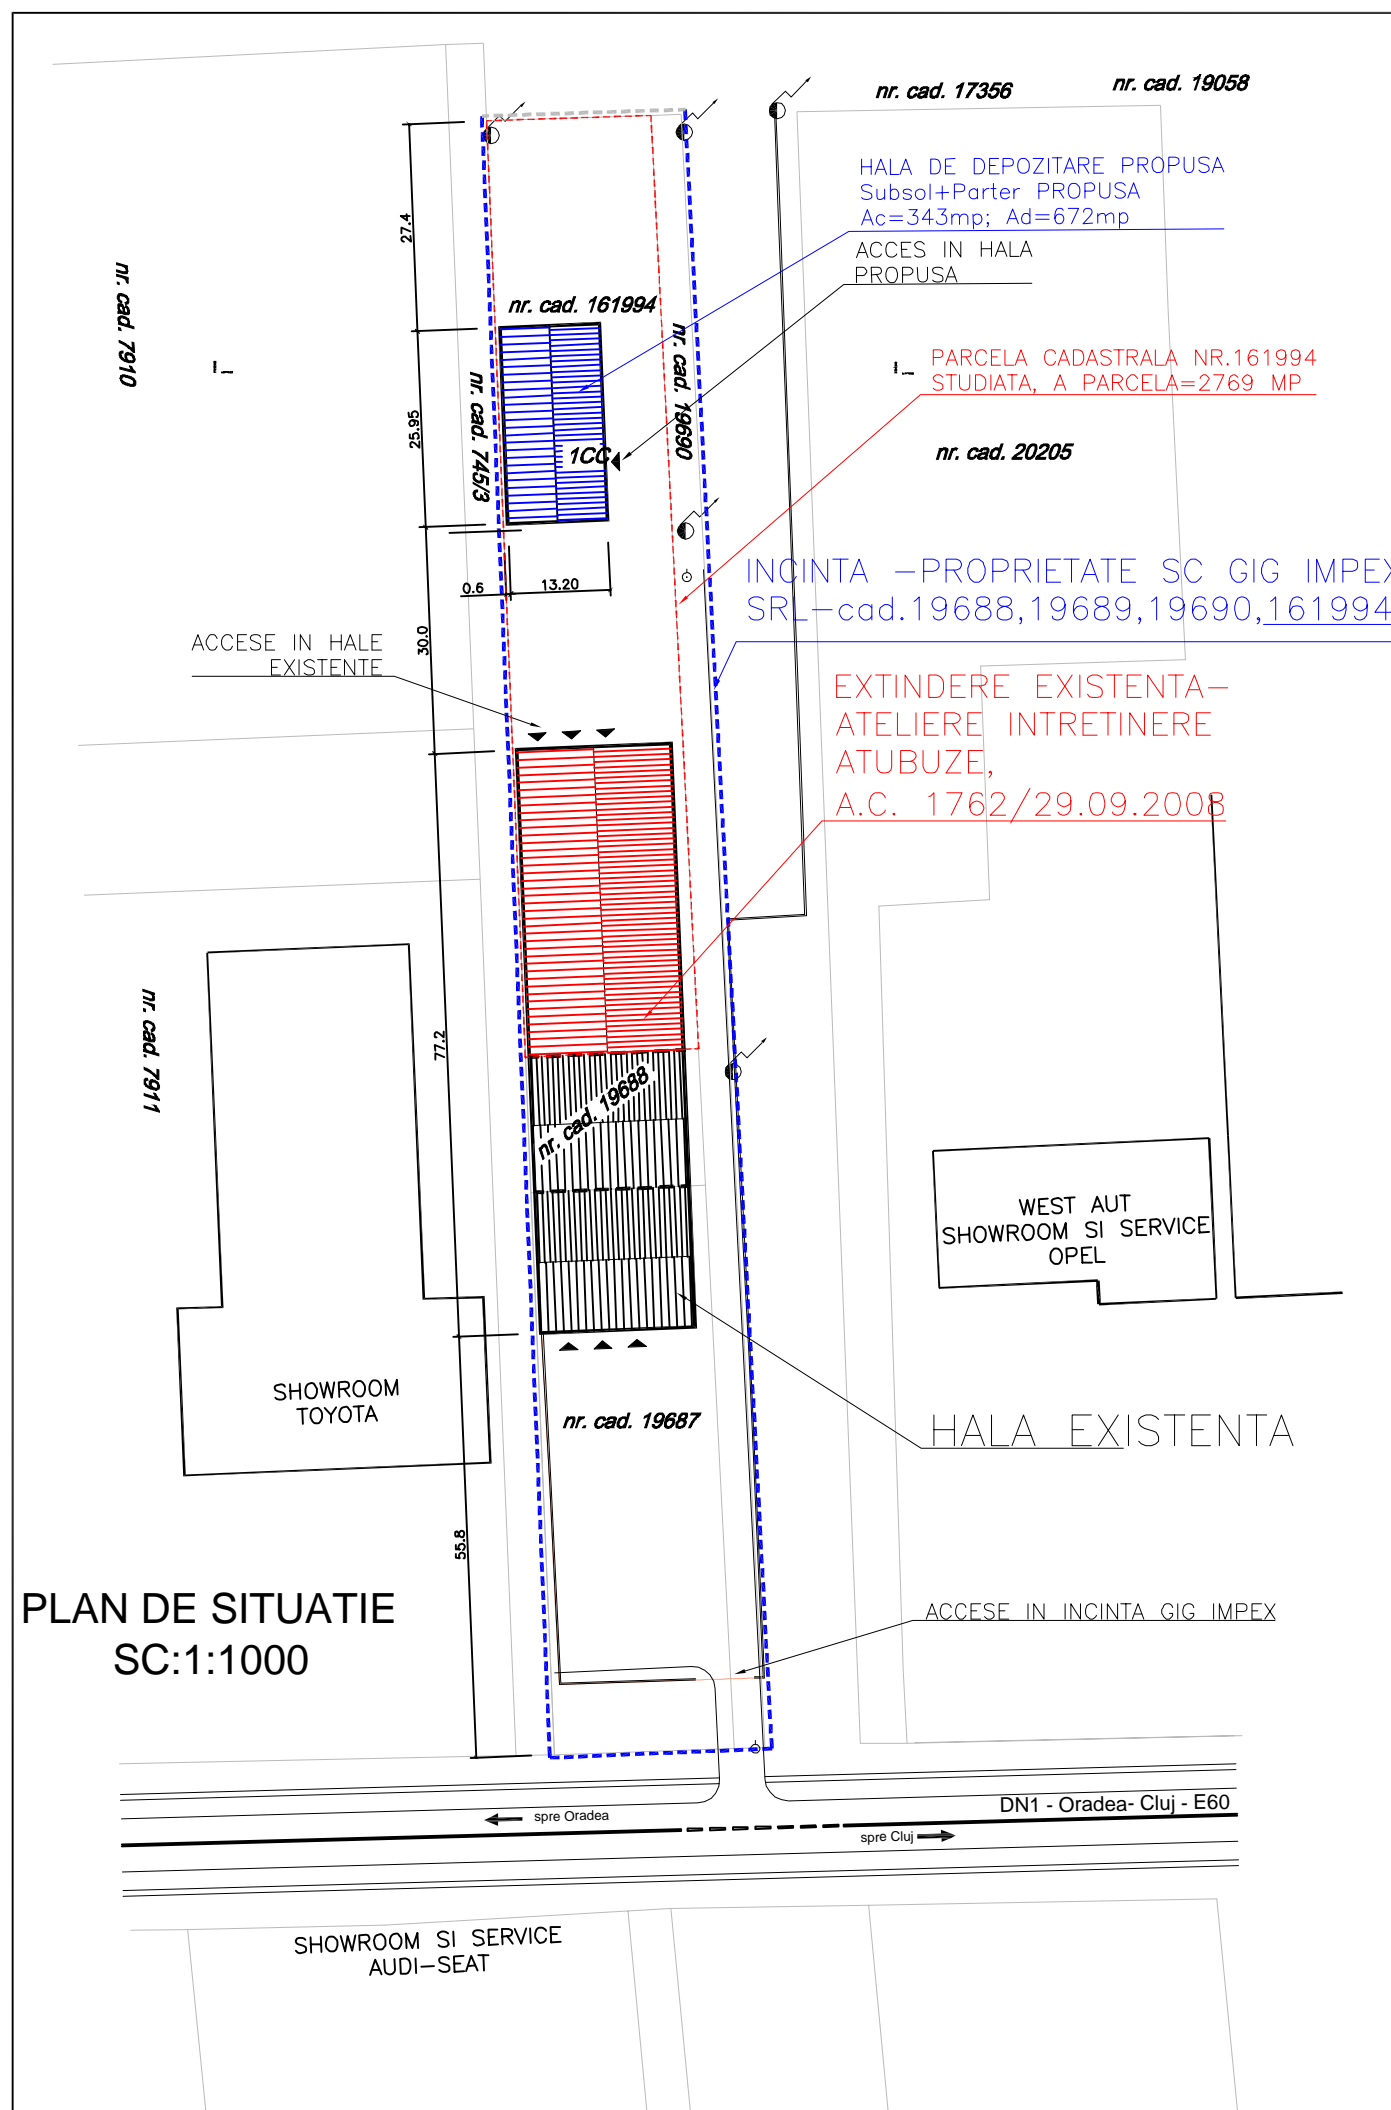 nr. cad. 17356
nr. cad. 19058
HALA DE DEPOZITARE PROPUSA
Subsol+Parter PROPUSA
Ac=343mp; Ad=672mp
ACCES IN HALA
PROPUSA
27.4
nr. cad. 7910
nr. cad. 161994
nr. cad. 19690
PARCELA CADASTRALA NR.161994
STUDIATA, A PARCELA=2769 MP
nr. cad. 745/3
25.95
1CC
nr. cad. 20205
INCINTA -PROPRIETATE SC GIG IMPEX
SRL-cad.19688,19689,19690,161994
0.6
13.20
30.0
ACCESE IN HALE
EXISTENTE
EXTINDERE EXISTENTA-
ATELIERE INTRETINERE
ATUBUZE,
A.C. 1762/29.09.2008
nr. cad. 7911
77.2
nr. cad. 19688
WEST AUT
SHOWROOM SI SERVICE
OPEL
SHOWROOM
TOYOTA
nr. cad. 19687
HALA EXISTENTA
55.8
PLAN DE SITUATIE
SC:1:1000
ACCESE IN INCINTA GIG IMPEX
spre Oradea
DN1 - Oradea- Cluj - E60
spre Cluj
SHOWROOM SI SERVICE
AUDI-SEAT